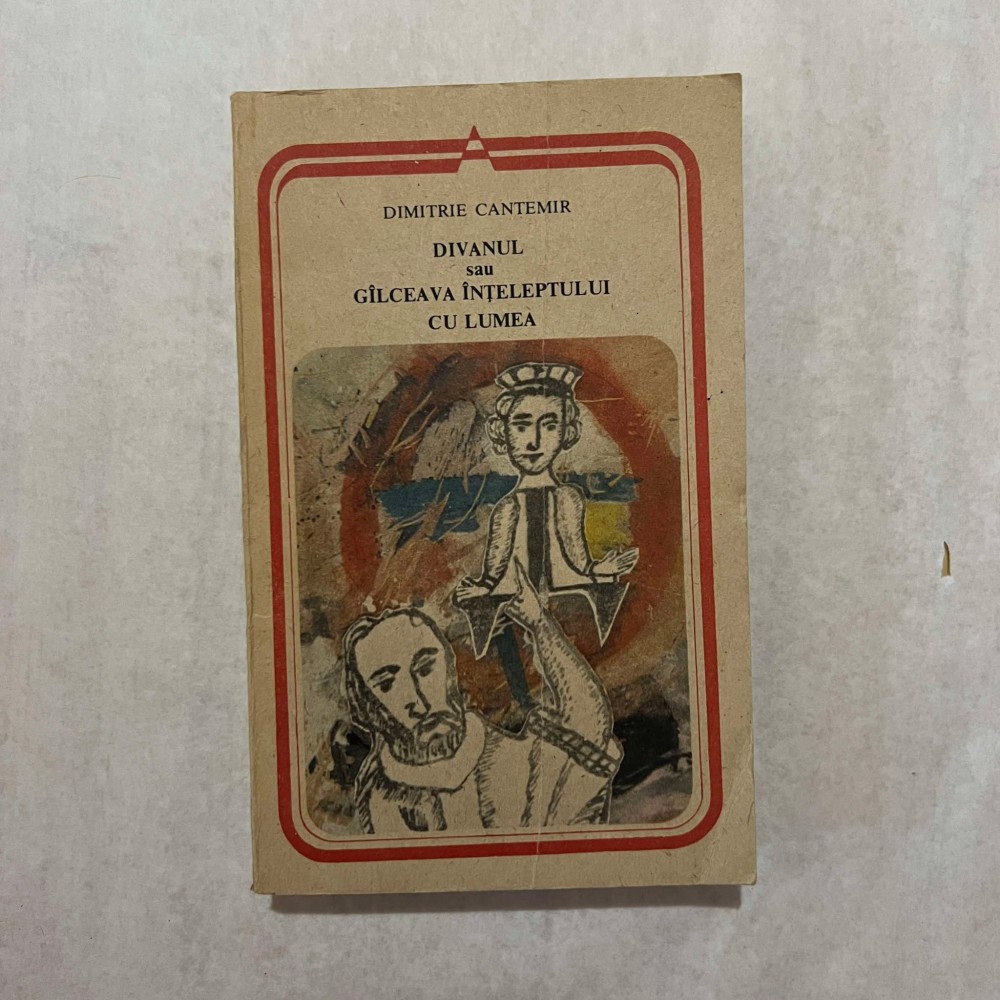 DIMITRIE CANTEMIR
DIVANUL
sau
GÎLCEAVA ÎNȚELEPTULUI
CU LUMEA